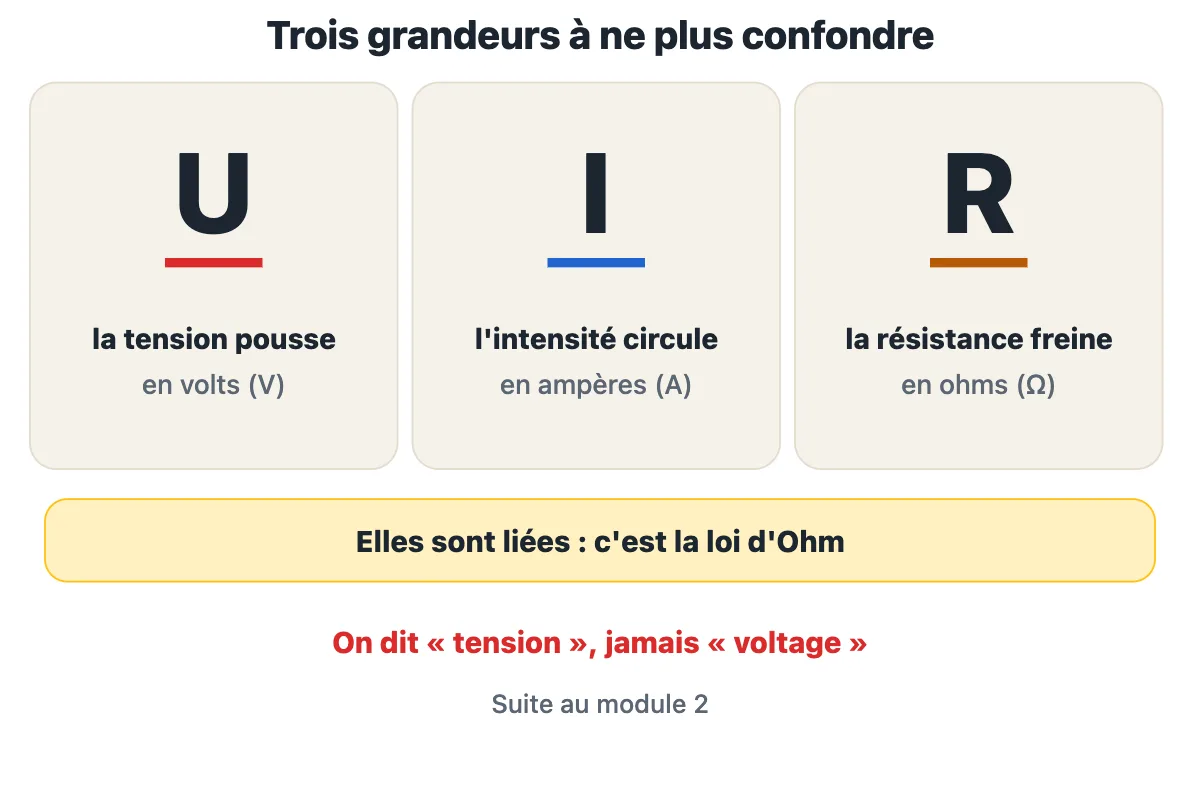 Trois grandeurs à ne plus confondre
U
I
R
la tension pousse
en volts (V)
l'intensité circule
en ampères (A)
la résistance freine
en ohms (Ω)
Elles sont liées : c'est la loi d'Ohm
On dit « tension », jamais « voltage »
Suite au module 2